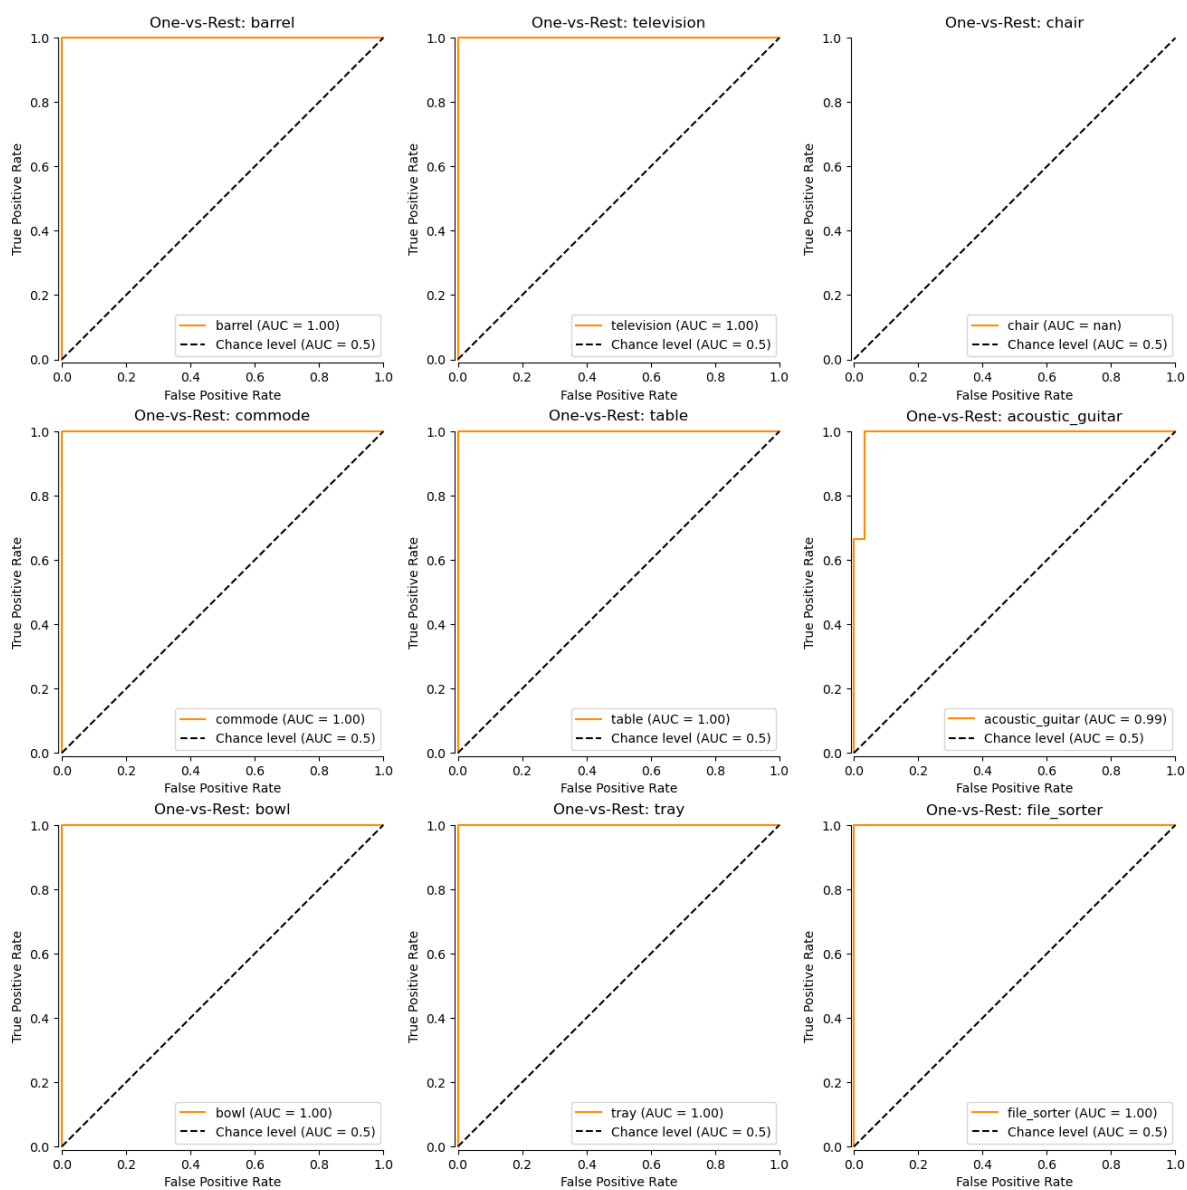 One-vs-Rest: barrel
True Positive Rate
1.0
0.8
0.6
0.4
0.2
0.0
barrel (AUC = 1.00)
Chance level (AUC = 0.5)
0.0 0.2 0.4 0.6 0.8 1.0
False Positive Rate
One-vs-Rest: television
True Positive Rate
1.0
0.8
0.6
0.4
0.2
0.0
television (AUC = 1.00)
Chance level (AUC = 0.5)
0.0 0.2 0.4 0.6 0.8 1.0
False Positive Rate
One-vs-Rest: chair
True Positive Rate
1.0
0.8
0.6
0.4
0.2
0.0
chair (AUC = nan)
Chance level (AUC = 0.5)
0.0 0.2 0.4 0.6 0.8 1.0
False Positive Rate
One-vs-Rest: commode
True Positive Rate
1.0
0.8
0.6
0.4
0.2
0.0
commode (AUC = 1.00)
Chance level (AUC = 0.5)
0.0 0.2 0.4 0.6 0.8 1.0
False Positive Rate
One-vs-Rest: table
True Positive Rate
1.0
0.8
0.6
0.4
0.2
0.0
table (AUC = 1.00)
Chance level (AUC = 0.5)
0.0 0.2 0.4 0.6 0.8 1.0
False Positive Rate
One-vs-Rest: acoustic_guitar
True Positive Rate
1.0
0.8
0.6
0.4
0.2
0.0
acoustic_guitar (AUC = 0.99)
Chance level (AUC = 0.5)
0.0 0.2 0.4 0.6 0.8 1.0
False Positive Rate
One-vs-Rest: bowl
True Positive Rate
1.0
0.8
0.6
0.4
0.2
0.0
bowl (AUC = 1.00)
Chance level (AUC = 0.5)
0.0 0.2 0.4 0.6 0.8 1.0
False Positive Rate
One-vs-Rest: tray
True Positive Rate
1.0
0.8
0.6
0.4
0.2
0.0
tray (AUC = 1.00)
Chance level (AUC = 0.5)
0.0 0.2 0.4 0.6 0.8 1.0
False Positive Rate
One-vs-Rest: file_sorter
True Positive Rate
1.0
0.8
0.6
0.4
0.2
0.0
file_sorter (AUC = 1.00)
Chance level (AUC = 0.5)
0.0 0.2 0.4 0.6 0.8 1.0
False Positive Rate